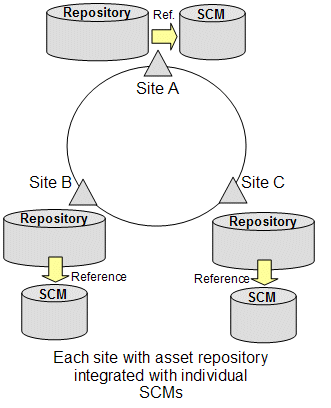 Repository
Ref.
SCM
Site A
Site B
Site C
Repository
Repository
Reference
Reference
SCM
SCM
Each site with asset repository
integrated with individual
SCMs